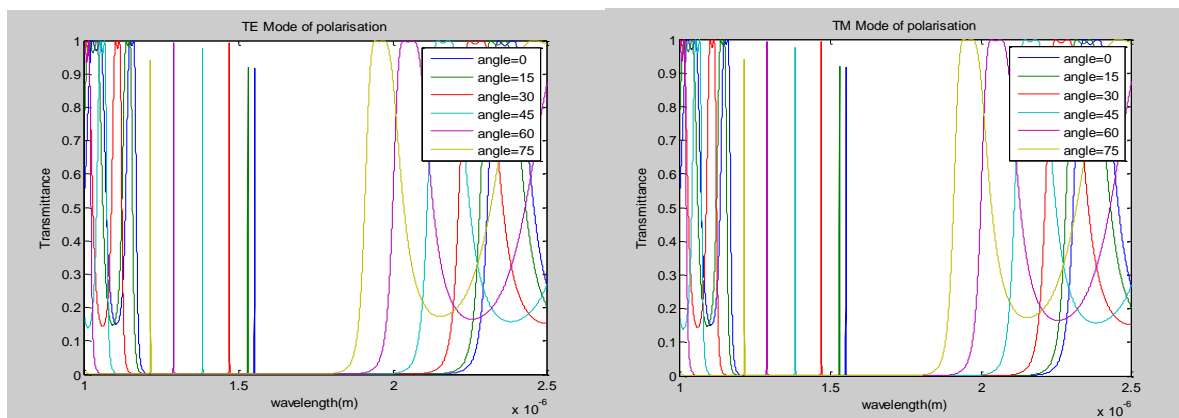 TE Mode of polarisation
1
0.9
0.8
0.7
0.6
0.5
0.4
0.3
0.2
0.1
0
Transmittance
1
1.5
2
2.5
wavelength(m)
x 10^-6
angle=0
angle=15
angle=30
angle=45
angle=60
angle=75
TM Mode of polarisation
1
0.9
0.8
0.7
0.6
0.5
0.4
0.3
0.2
0.1
0
Transmittance
1
1.5
2
2.5
wavelength(m)
x 10^-6
angle=0
angle=15
angle=30
angle=45
angle=60
angle=75